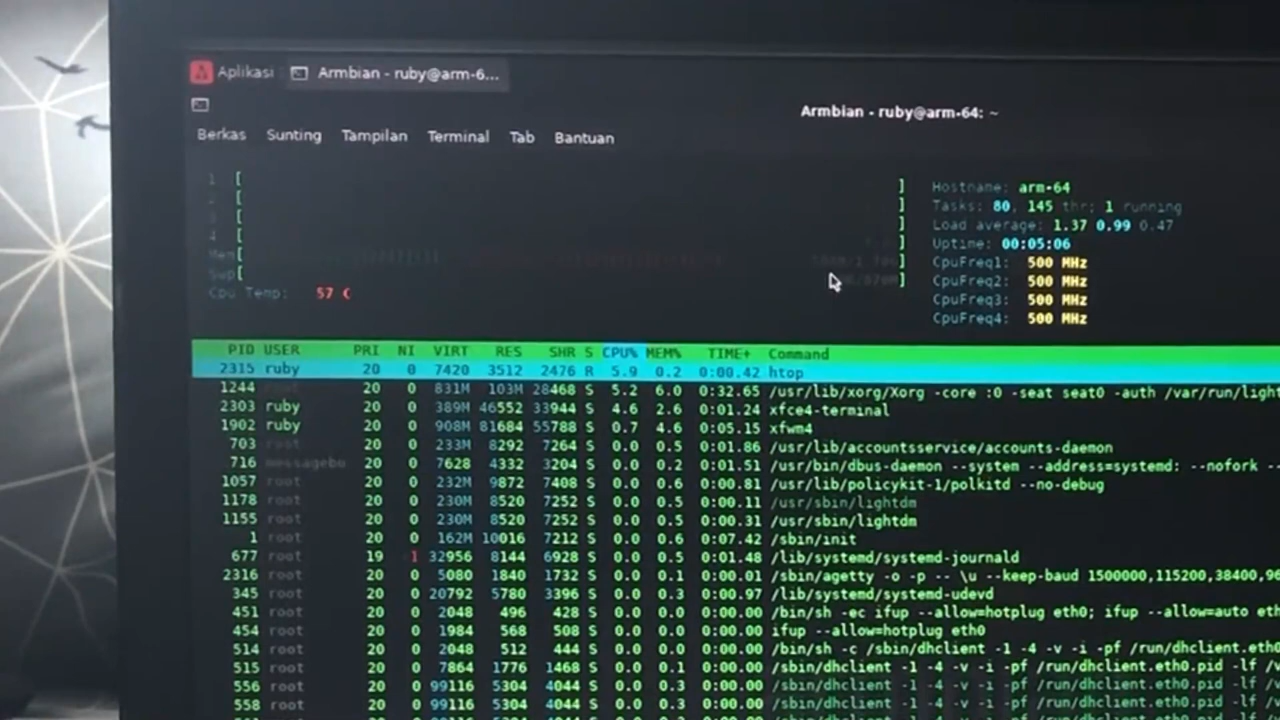 Aplikasi Armbian - ruby@arm-6...
Armbian - ruby@arm-64: ~
Berkas Sunting Tampilan Terminal Tab Bantuan
1 [ ]
2 [ ]
3 [ ]
4 [ ]
Mem[ ]
Swp[ ]
Cpu Temp: 57 C
Hostname: arm-64
Tasks: 80, 145 thr; 1 running
Load average: 1.37 0.99 0.47
Uptime: 00:05:06
CpuFreq1: 500 MHz
CpuFreq2: 500 MHz
CpuFreq3: 500 MHz
CpuFreq4: 500 MHz
PID USER PRI NI VIRT RES SHR S CPU% MEM% TIME+ Command
2315 ruby 20 0 7420 3512 2476 R 5.9 0.2 0:00.42 htop
1244 root 20 0 831M 103M 28468 S 5.2 6.0 0:32.65 /usr/lib/xorg/Xorg -core :0 -seat seat0 -auth /var/run/light
2303 ruby 20 0 389M 46552 33944 S 4.6 2.6 0:01.24 xfce4-terminal
1902 ruby 20 0 908M 81684 55788 S 0.7 4.6 0:05.15 xfwm4
703 root 20 0 233M 8292 7264 S 0.0 0.5 0:01.86 /usr/lib/accountsservice/accounts-daemon
716 messagebu 20 0 7628 4332 3204 S 0.0 0.2 0:01.51 /usr/bin/dbus-daemon --system --address=systemd: --nofork --
1057 root 20 0 232M 9872 7408 S 0.0 0.6 0:00.81 /usr/lib/policykit-1/polkitd --no-debug
1178 root 20 0 230M 8520 7252 S 0.0 0.5 0:00.11 /usr/sbin/lightdm
1155 root 20 0 230M 8520 7252 S 0.0 0.5 0:00.31 /usr/sbin/lightdm
1 root 20 0 162M 10016 7212 S 0.0 0.6 0:07.42 /sbin/init
677 root 19 1 32956 8144 6928 S 0.0 0.5 0:01.48 /lib/systemd/systemd-journald
2316 root 20 0 5080 1840 1732 S 0.0 0.1 0:00.01 /sbin/agetty -o -p -- \u --keep-baud 1500000,115200,38400,96
345 root 20 0 20792 5780 3396 S 0.0 0.3 0:00.97 /lib/systemd/systemd-udevd
451 root 20 0 2048 496 428 S 0.0 0.0 0:00.00 /bin/sh -ec ifup --allow=hotplug eth0; ifup --allow=auto eth
454 root 20 0 1984 568 508 S 0.0 0.0 0:00.00 ifup --allow=hotplug eth0
514 root 20 0 2048 512 444 S 0.0 0.0 0:00.00 /bin/sh -c /sbin/dhclient -1 -4 -v -i -pf /run/dhclient.eth0
515 root 20 0 7864 1776 1468 S 0.0 0.1 0:00.00 /sbin/dhclient -1 -4 -v -i -pf /run/dhclient.eth0.pid -lf /v
556 root 20 0 99116 5304 4044 S 0.0 0.3 0:00.00 /sbin/dhclient -1 -4 -v -i -pf /run/dhclient.eth0.pid -lf /v
558 root 20 0 99116 5304 4044 S 0.0 0.3 0:00.00 /sbin/dhclient -1 -4 -v -i -pf /run/dhclient.eth0.pid -lf /v